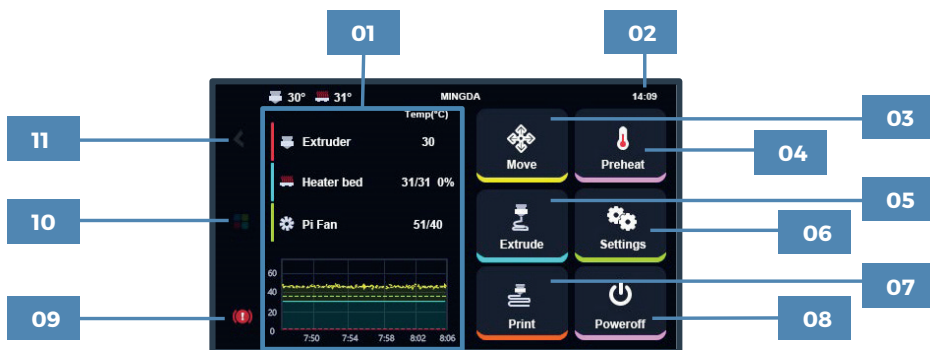 01
02
30° 31° MINGDA 14:09
Temp(°C)
03
11
Extruder 30
Move
Preheat
04
Heater bed 31/31 0%
05
10
Pi Fan 51/40
Extrude
Settings
06
60
40
20
0
7:50 7:54 7:58 8:02 8:06
07
09
Print
Poweroff
08